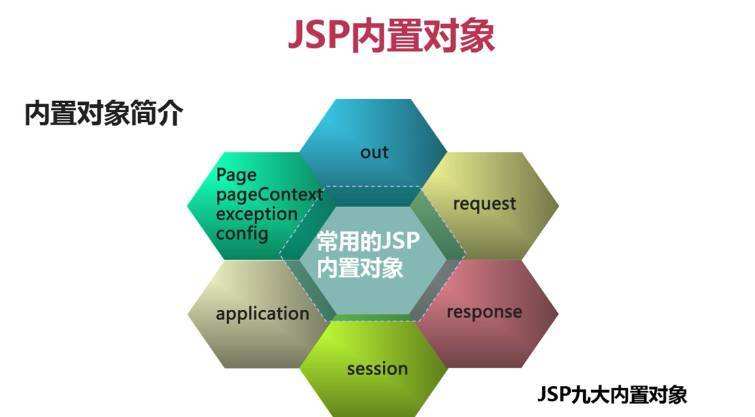 JSP内置对象
内置对象简介
out
Page
pageContext
exception
config
request
常用的JSP
内置对象
application
response
session
JSP九大内置对象